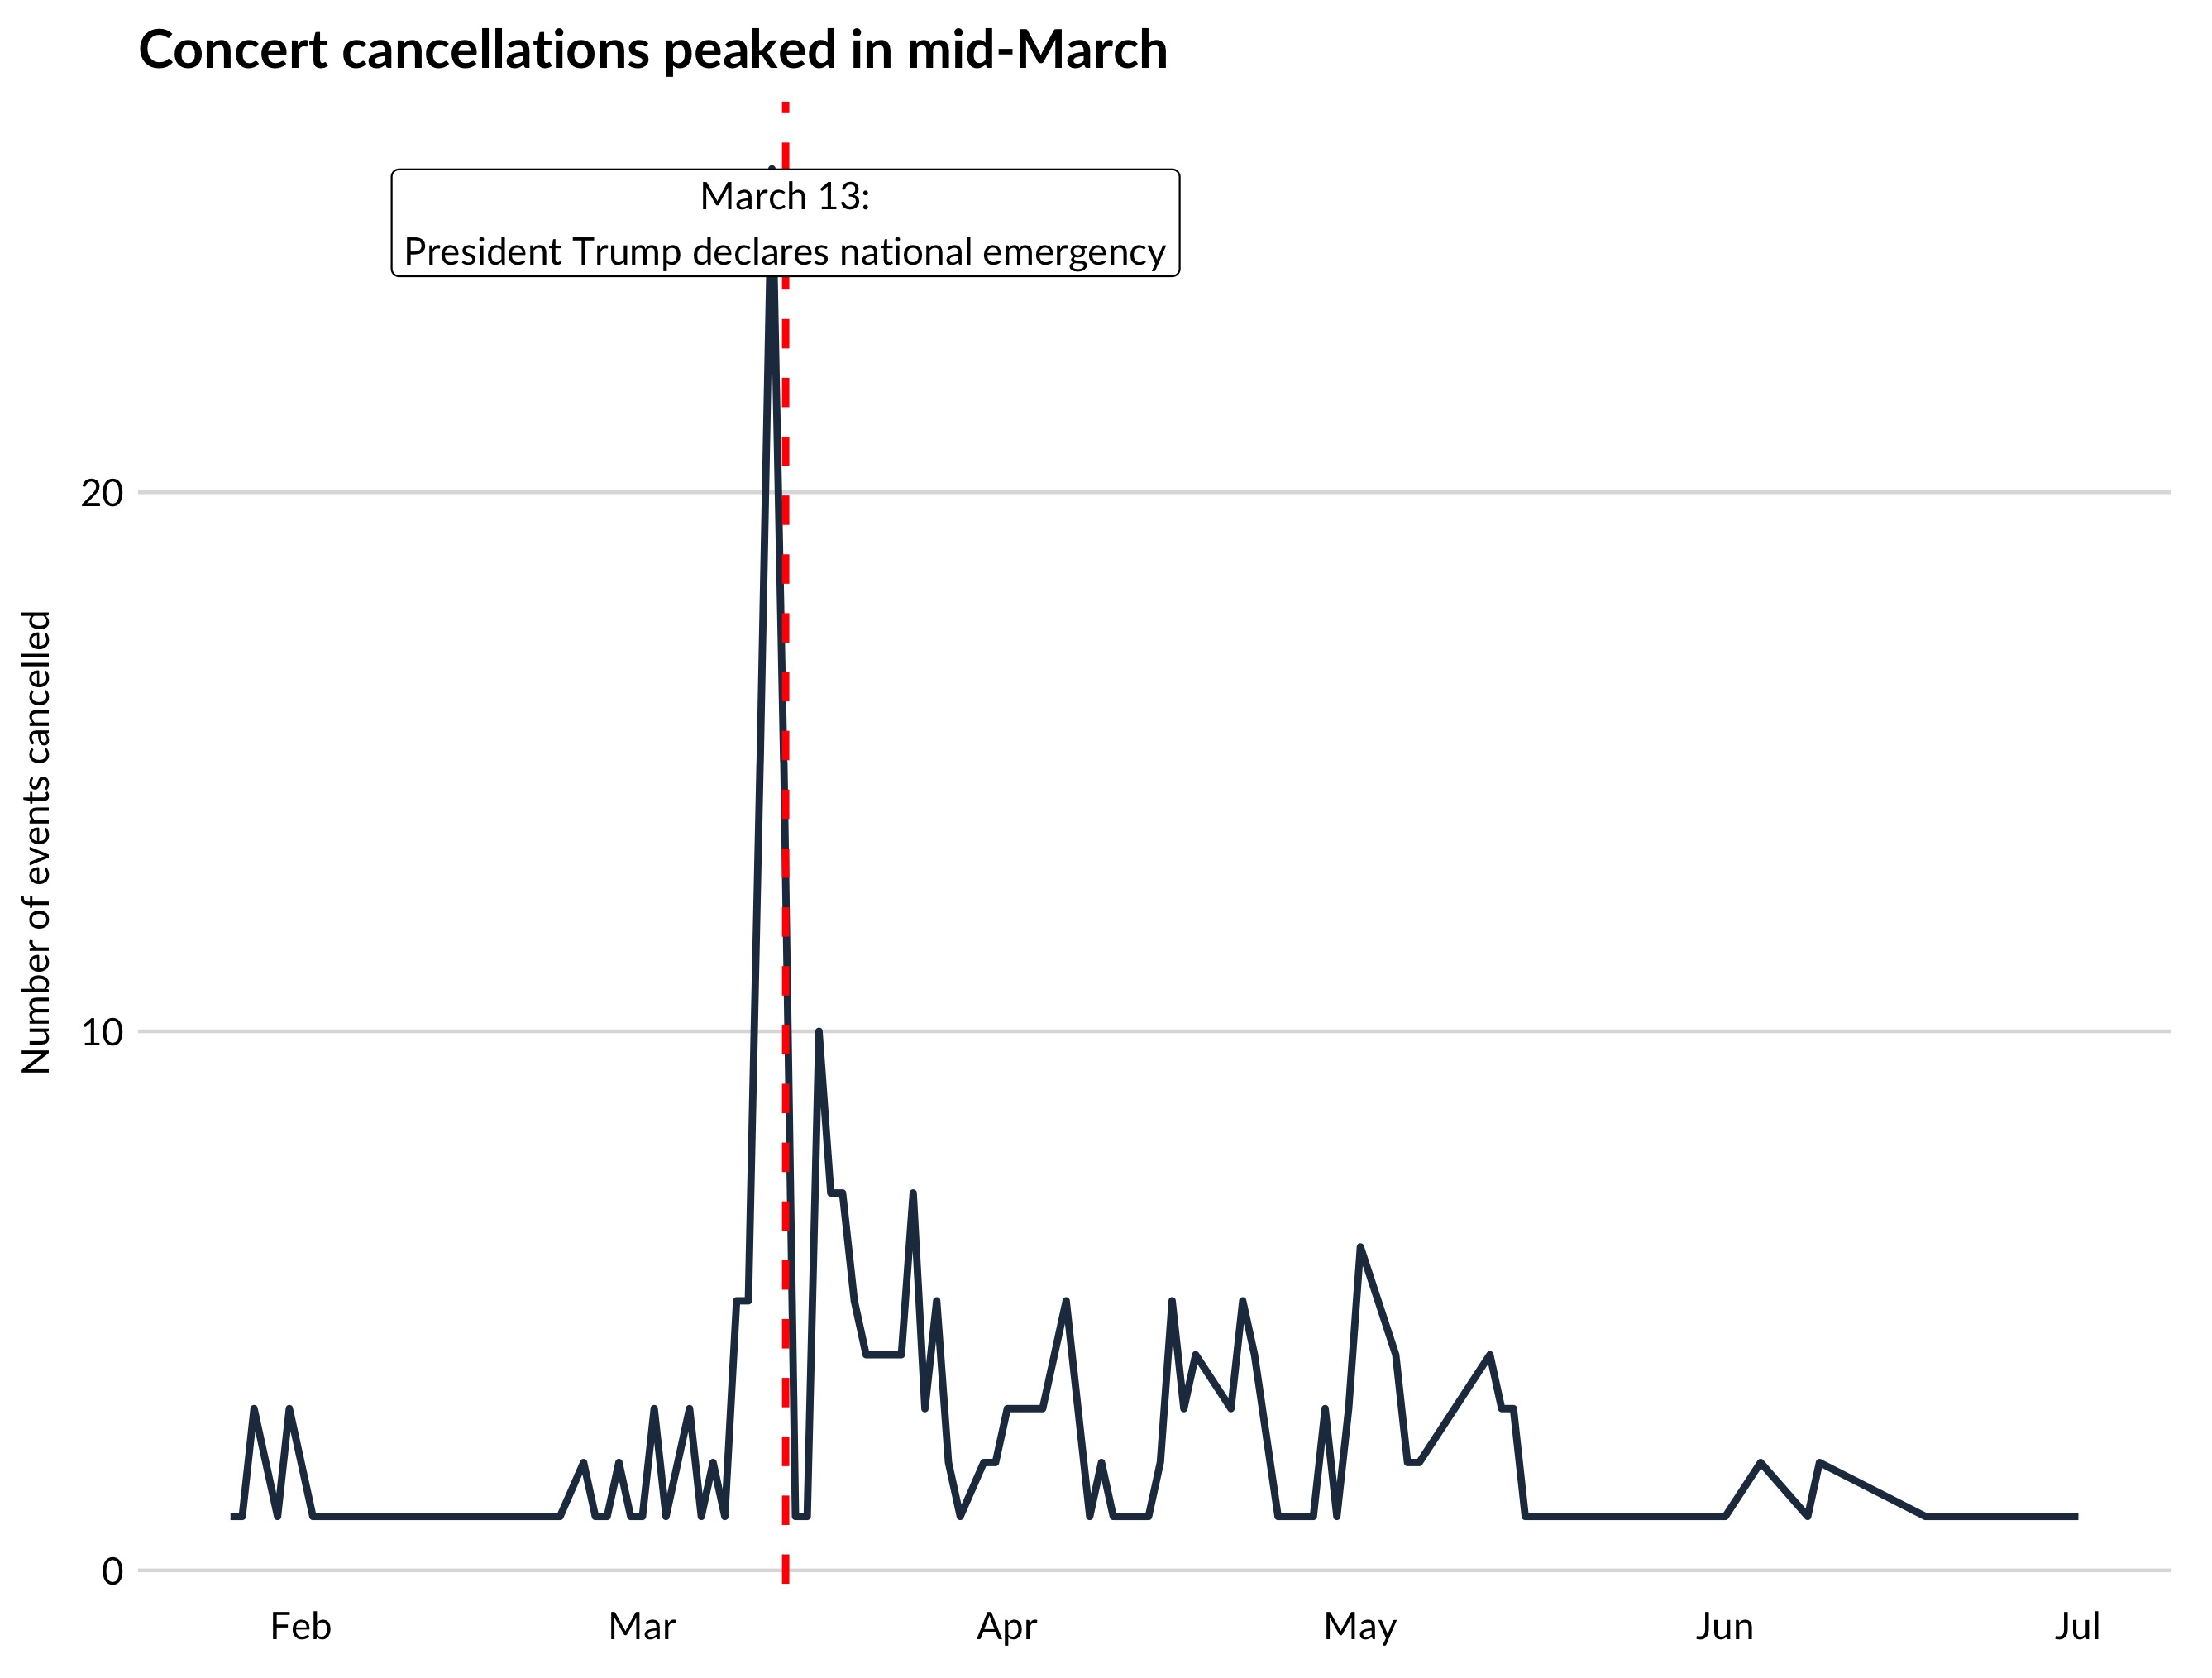 Concert cancellations peaked in mid-March
March 13:
President Trump declares national emergency
Number of events cancelled
20
10
0
Feb Mar Apr May Jun Jul